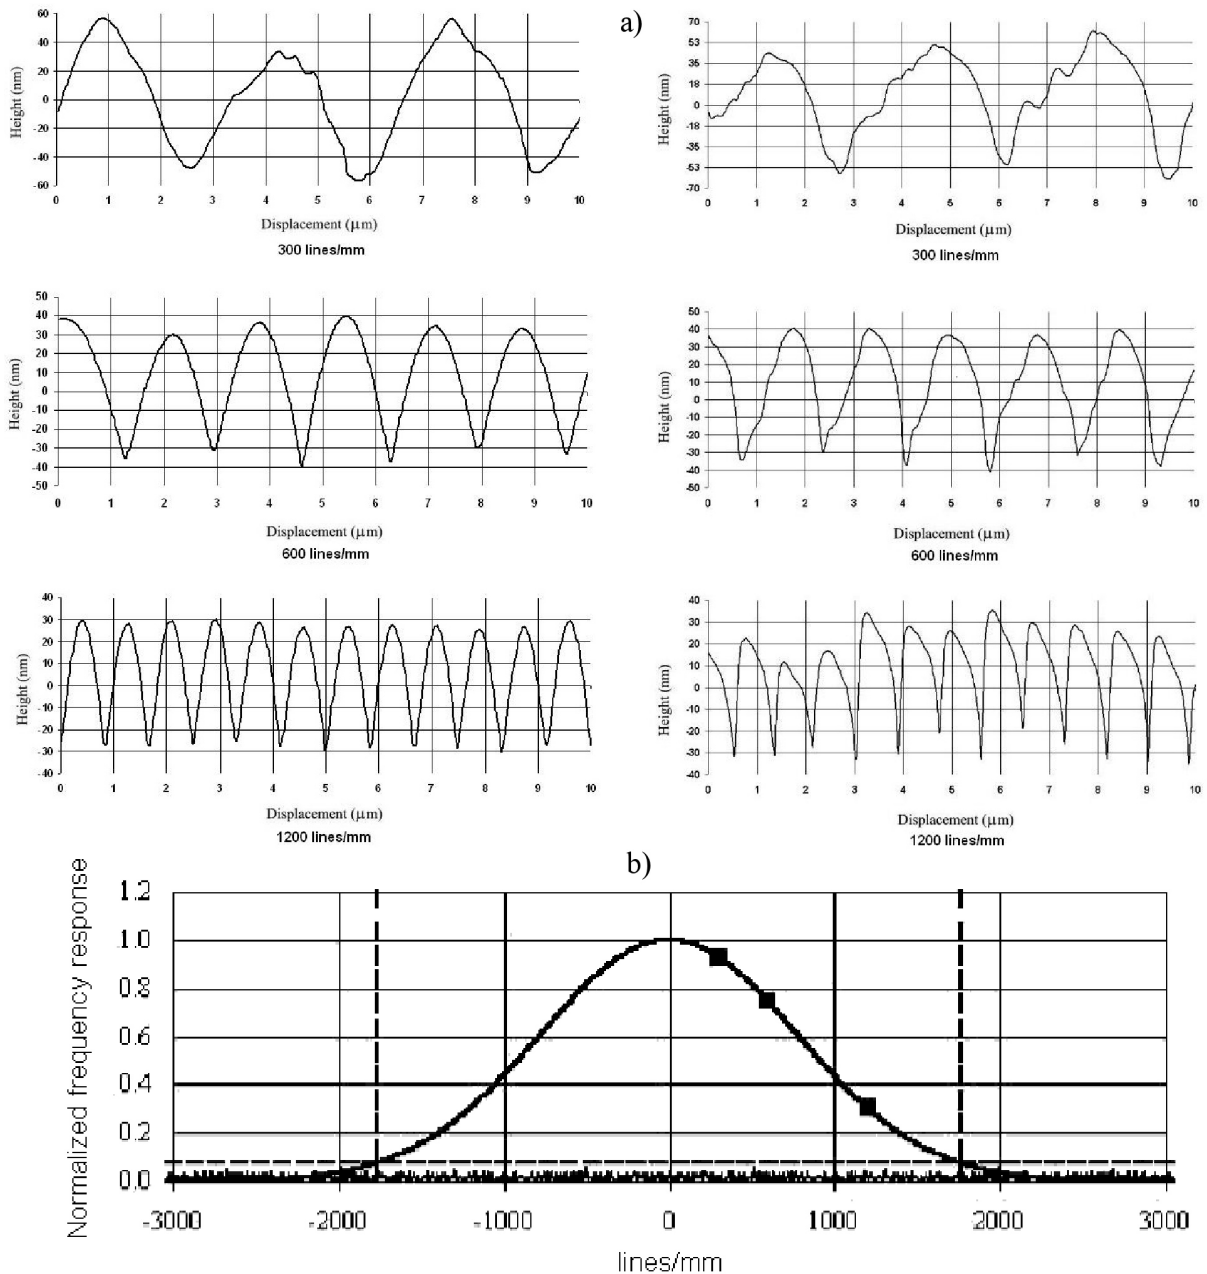 a)
60
40
20
0
-20
-40
-60
Height (nm)
0 1 2 3 4 5 6 7 8 9 10
Displacement (μm)
300 lines/mm
70
53
35
18
0
-18
-35
-53
-70
Height (nm)
0 1 2 3 4 5 6 7 8 9 10
Displacement (μm)
300 lines/mm
50
40
30
20
10
0
-10
-20
-30
-40
-50
Height (nm)
0 1 2 3 4 5 6 7 8 9 10
Displacement (μm)
600 lines/mm
50
40
30
20
10
0
-10
-20
-30
-40
-50
Height (nm)
0 1 2 3 4 5 6 7 8 9 10
Displacement (μm)
600 lines/mm
40
30
20
10
0
-10
-20
-30
-40
Height (nm)
0 1 2 3 4 5 6 7 8 9 10
Displacement (μm)
1200 lines/mm
40
30
20
10
0
-10
-20
-30
-40
Height (nm)
0 1 2 3 4 5 6 7 8 9 10
Displacement (μm)
1200 lines/mm
b)
Normalized frequency response
1.2
1.0
0.8
0.6
0.4
0.2
0.0
-3000 -2000 -1000 0 1000 2000 3000
lines/mm